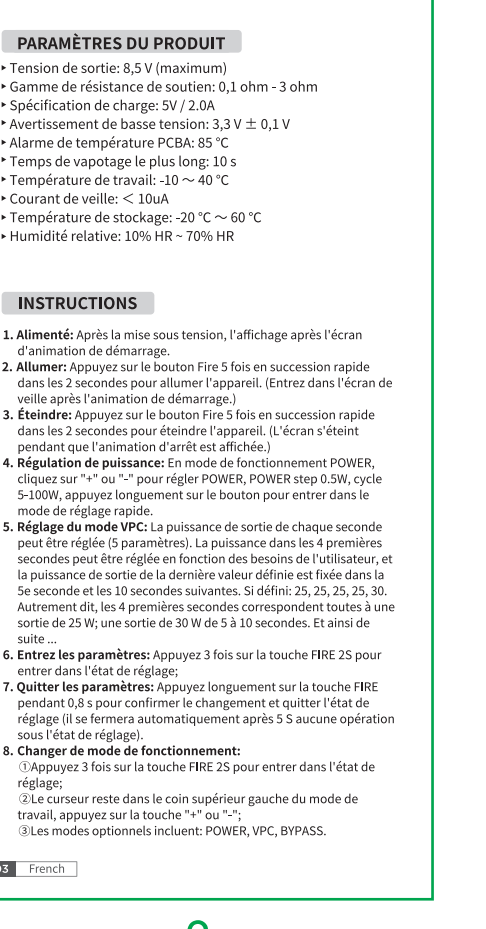 PARAMÈTRES DU PRODUIT
‣ Tension de sortie: 8,5 V (maximum)
‣ Gamme de résistance de soutien: 0,1 ohm - 3 ohm
‣ Spécification de charge: 5V / 2.0A
‣ Avertissement de basse tension: 3,3 V ± 0,1 V
‣ Alarme de température PCBA: 85 °C
‣ Temps de vapotage le plus long: 10 s
‣ Température de travail: -10 ～ 40 °C
‣ Courant de veille: ＜ 10uA
‣ Température de stockage: -20 °C ～ 60 °C
‣ Humidité relative: 10% HR ~ 70% HR
INSTRUCTIONS
1. Alimenté: Après la mise sous tension, l'affichage après l'écran
d'animation de démarrage.
2. Allumer: Appuyez sur le bouton Fire 5 fois en succession rapide
dans les 2 secondes pour allumer l'appareil. (Entrez dans l'écran de
veille après l'animation de démarrage.)
3. Éteindre: Appuyez sur le bouton Fire 5 fois en succession rapide
dans les 2 secondes pour éteindre l'appareil. (L'écran s'éteint
pendant que l'animation d'arrêt est affichée.)
4. Régulation de puissance: En mode de fonctionnement POWER,
cliquez sur "+" ou "-" pour régler POWER, POWER step 0.5W, cycle
5-100W, appuyez longuement sur le bouton pour entrer dans le
mode de réglage rapide.
5. Réglage du mode VPC: La puissance de sortie de chaque seconde
peut être réglée (5 paramètres). La puissance dans les 4 premières
secondes peut être réglée en fonction des besoins de l'utilisateur, et
la puissance de sortie de la dernière valeur définie est fixée dans la
5e seconde et les 10 secondes suivantes. Si défini: 25, 25, 25, 25, 30.
Autrement dit, les 4 premières secondes correspondent toutes à une
sortie de 25 W; une sortie de 30 W de 5 à 10 secondes. Et ainsi de
suite ...
6. Entrez les paramètres: Appuyez 3 fois sur la touche FIRE 2S pour
entrer dans l'état de réglage;
7. Quitter les paramètres: Appuyez longuement sur la touche FIRE
pendant 0,8 s pour confirmer le changement et quitter l'état de
réglage (il se fermera automatiquement après 5 S aucune opération
sous l'état de réglage).
8. Changer de mode de fonctionnement:
①Appuyez 3 fois sur la touche FIRE 2S pour entrer dans l'état de
réglage;
②Le curseur reste dans le coin supérieur gauche du mode de
travail, appuyez sur la touche "+" ou "-";
③Les modes optionnels incluent: POWER, VPC, BYPASS.
03 French